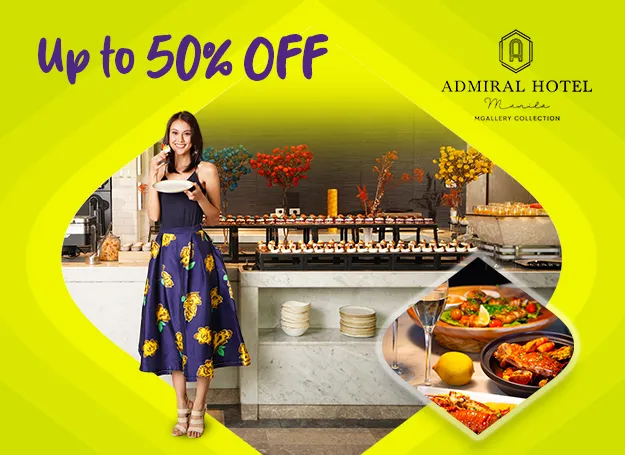 Up to 50% OFF
A
ADMIRAL HOTEL
Manila
MGALLERY COLLECTION